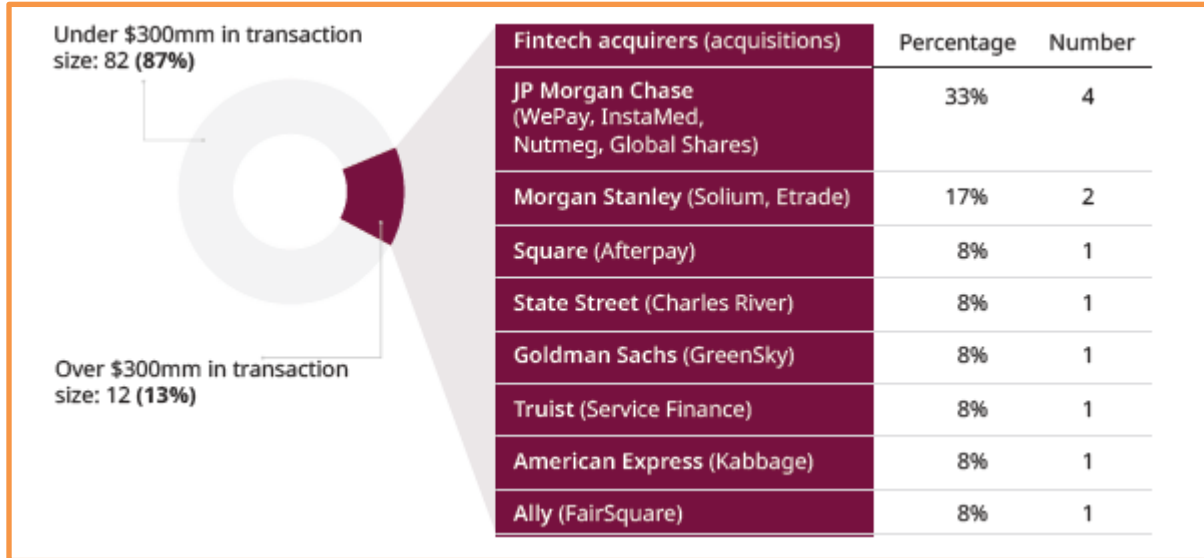 Under $300mm in transaction
size: 82 (87%)
Over $300mm in transaction
size: 12 (13%)
Fintech acquirers (acquisitions) Percentage Number
JP Morgan Chase 33% 4
(WePay, InstaMed,
Nutmeg, Global Shares)
Morgan Stanley (Solium, Etrade) 17% 2
Square (Afterpay) 8% 1
State Street (Charles River) 8% 1
Goldman Sachs (GreenSky) 8% 1
Truist (Service Finance) 8% 1
American Express (Kabbage) 8% 1
Ally (FairSquare) 8% 1